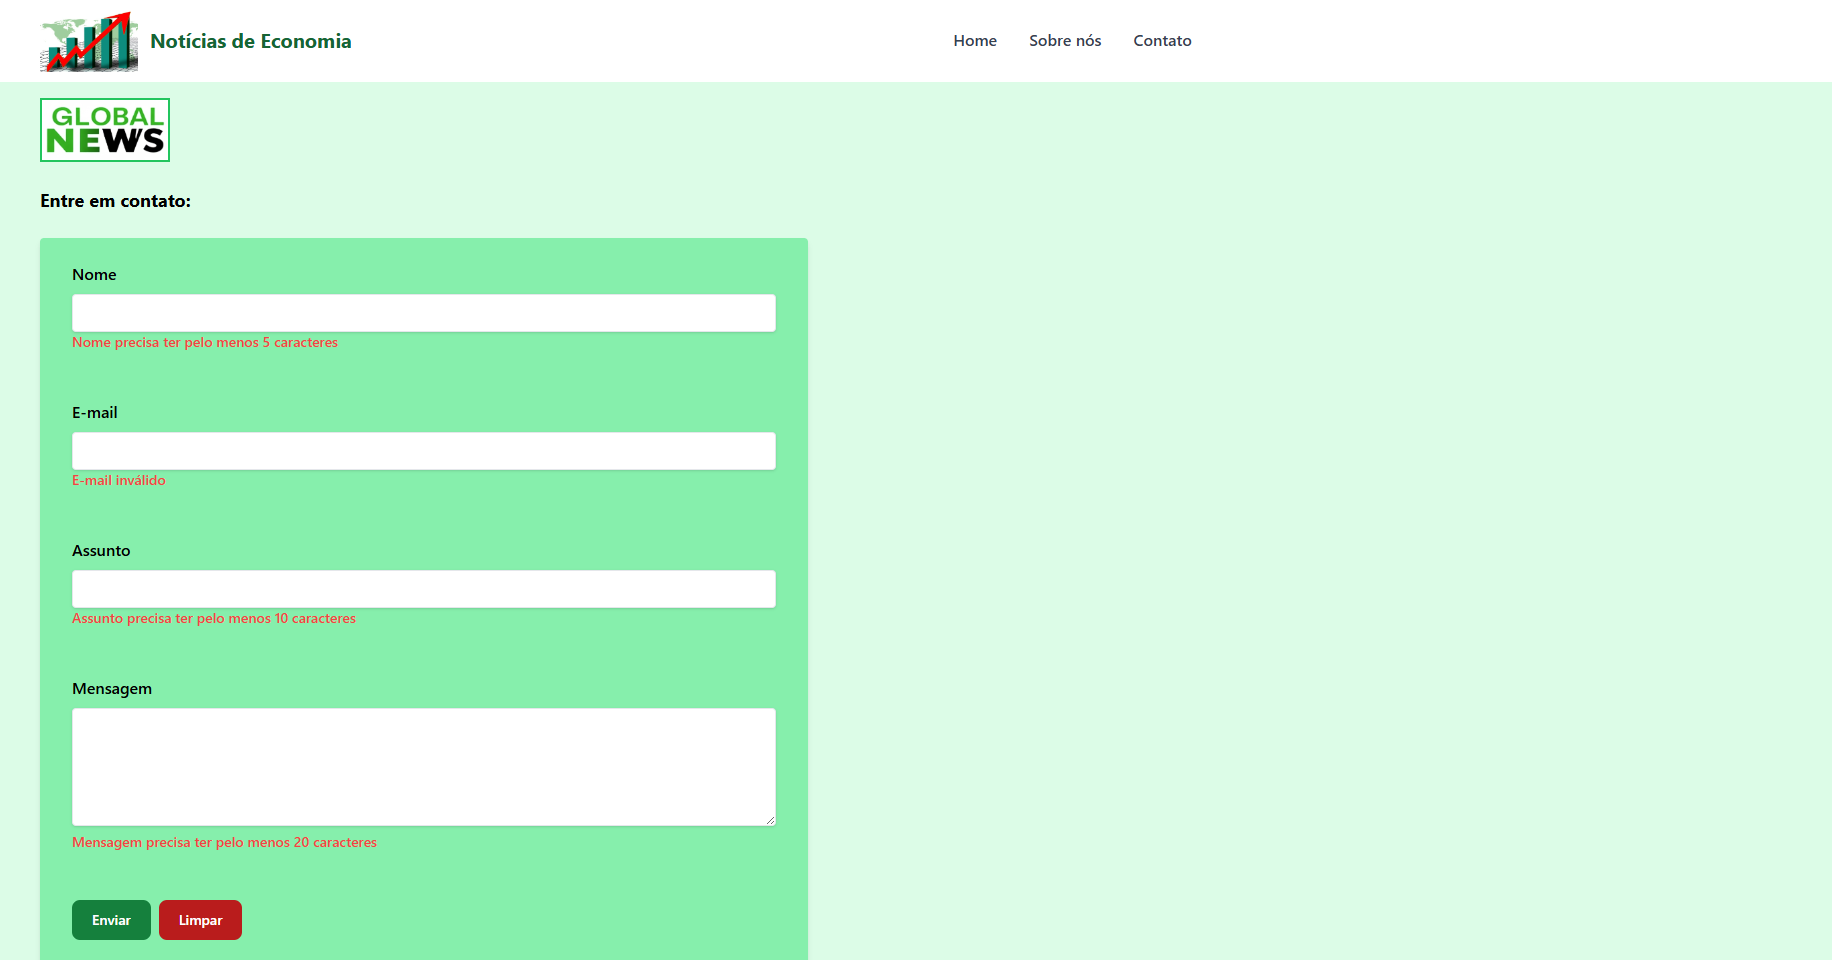 Notícias de Economia
Home Sobre nós Contato
GLOBAL
NEWS
Entre em contato:
Nome
Nome precisa ter pelo menos 5 caracteres
E-mail
E-mail inválido
Assunto
Assunto precisa ter pelo menos 10 caracteres
Mensagem
Mensagem precisa ter pelo menos 20 caracteres
Enviar Limpar